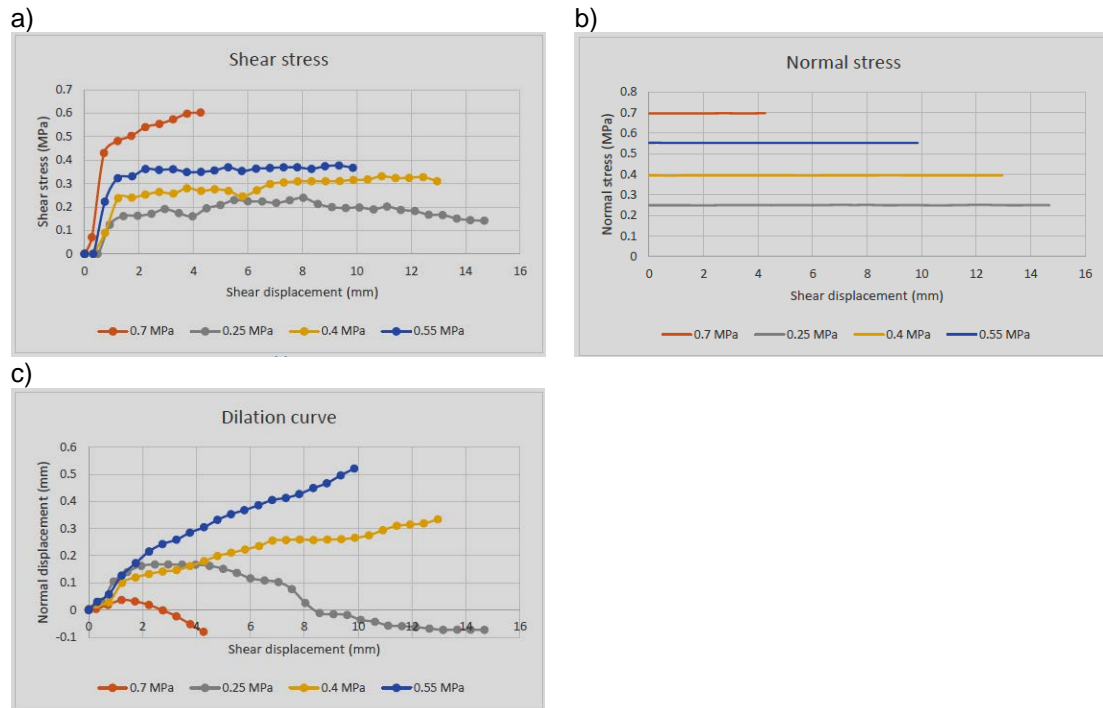 a)
Shear stress
Shear stress (MPa)
0.7
0.6
0.5
0.4
0.3
0.2
0.1
0
0 2 4 6 8 10 12 14 16
Shear displacement (mm)
0.7 MPa 0.25 MPa 0.4 MPa 0.55 MPa
b)
Normal stress
Normal stress (MPa)
0.8
0.7
0.6
0.5
0.4
0.3
0.2
0.1
0
0 2 4 6 8 10 12 14 16
Shear displacement (mm)
0.7 MPa 0.25 MPa 0.4 MPa 0.55 MPa
c)
Dilation curve
Normal displacement (mm)
0.6
0.5
0.4
0.3
0.2
0.1
0
-0.1
0 2 4 6 8 10 12 14 16
Shear displacement (mm)
0.7 MPa 0.25 MPa 0.4 MPa 0.55 MPa